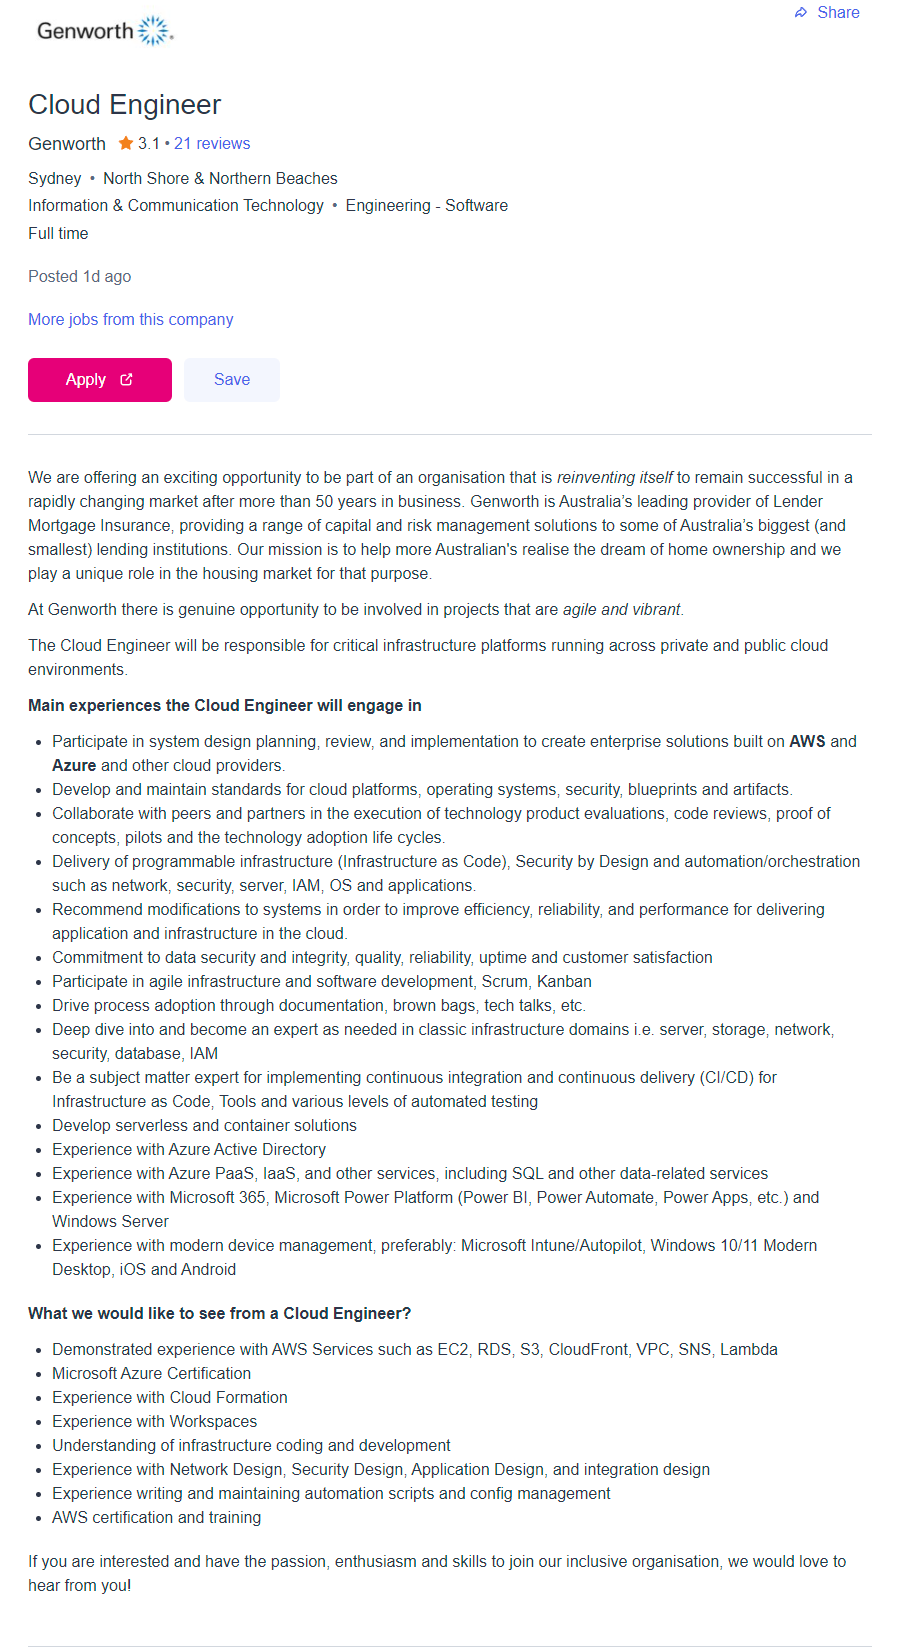 Share
Genworth
Cloud Engineer
Genworth 3.1 • 21 reviews
Sydney • North Shore & Northern Beaches
Information & Communication Technology • Engineering - Software
Full time
Posted 1d ago
More jobs from this company
Apply
Save
We are offering an exciting opportunity to be part of an organisation that is reinventing itself to remain successful in a
rapidly changing market after more than 50 years in business. Genworth is Australia’s leading provider of Lender
Mortgage Insurance, providing a range of capital and risk management solutions to some of Australia’s biggest (and
smallest) lending institutions. Our mission is to help more Australian's realise the dream of home ownership and we
play a unique role in the housing market for that purpose.
At Genworth there is genuine opportunity to be involved in projects that are agile and vibrant.
The Cloud Engineer will be responsible for critical infrastructure platforms running across private and public cloud
environments.
Main experiences the Cloud Engineer will engage in
• Participate in system design planning, review, and implementation to create enterprise solutions built on AWS and
Azure and other cloud providers.
• Develop and maintain standards for cloud platforms, operating systems, security, blueprints and artifacts.
• Collaborate with peers and partners in the execution of technology product evaluations, code reviews, proof of
concepts, pilots and the technology adoption life cycles.
• Delivery of programmable infrastructure (Infrastructure as Code), Security by Design and automation/orchestration
such as network, security, server, IAM, OS and applications.
• Recommend modifications to systems in order to improve efficiency, reliability, and performance for delivering
application and infrastructure in the cloud.
• Commitment to data security and integrity, quality, reliability, uptime and customer satisfaction
• Participate in agile infrastructure and software development, Scrum, Kanban
• Drive process adoption through documentation, brown bags, tech talks, etc.
• Deep dive into and become an expert as needed in classic infrastructure domains i.e. server, storage, network,
security, database, IAM
• Be a subject matter expert for implementing continuous integration and continuous delivery (CI/CD) for
Infrastructure as Code, Tools and various levels of automated testing
• Develop serverless and container solutions
• Experience with Azure Active Directory
• Experience with Azure PaaS, IaaS, and other services, including SQL and other data-related services
• Experience with Microsoft 365, Microsoft Power Platform (Power BI, Power Automate, Power Apps, etc.) and
Windows Server
• Experience with modern device management, preferably: Microsoft Intune/Autopilot, Windows 10/11 Modern
Desktop, iOS and Android
What we would like to see from a Cloud Engineer?
• Demonstrated experience with AWS Services such as EC2, RDS, S3, CloudFront, VPC, SNS, Lambda
• Microsoft Azure Certification
• Experience with Cloud Formation
• Experience with Workspaces
• Understanding of infrastructure coding and development
• Experience with Network Design, Security Design, Application Design, and integration design
• Experience writing and maintaining automation scripts and config management
• AWS certification and training
If you are interested and have the passion, enthusiasm and skills to join our inclusive organisation, we would love to
hear from you!